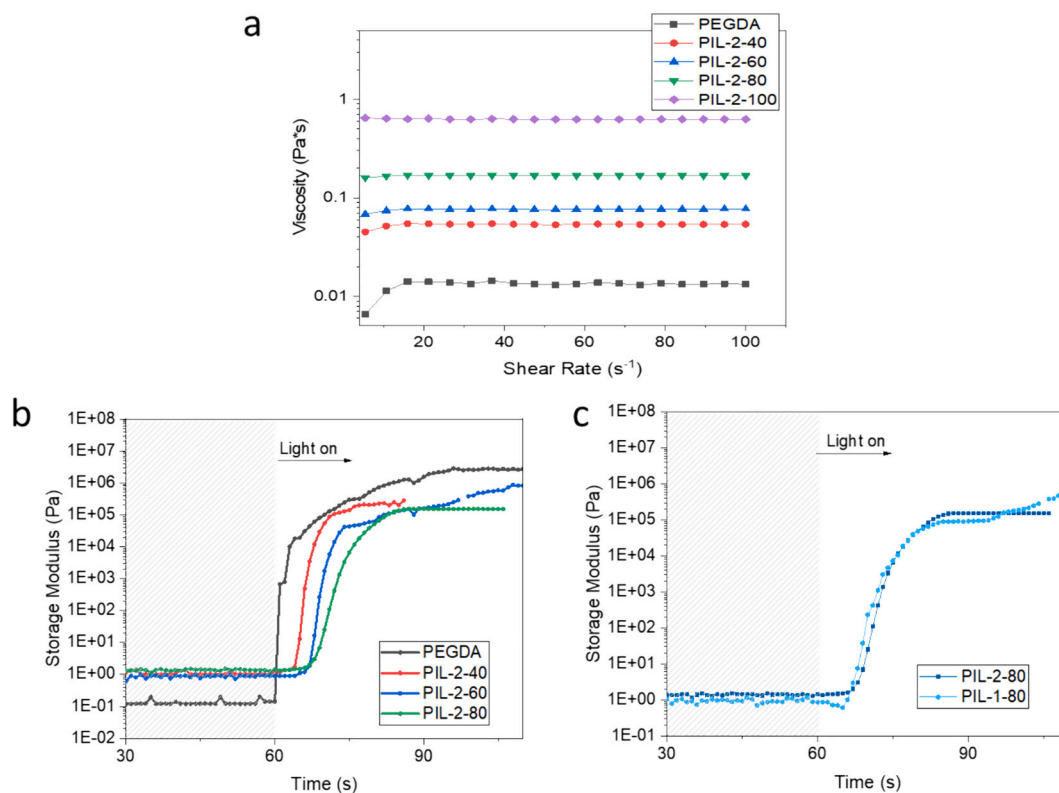 a
PEGDA
PIL-2-40
PIL-2-60
PIL-2-80
PIL-2-100
1
0.1
0.01
Viscosity (Pa*s)
20
40
60
80
100
Shear Rate (s⁻¹)
b
1E+08
1E+07
1E+06
1E+05
1E+04
1E+03
1E+02
1E+01
1E+00
1E-01
1E-02
Storage Modulus (Pa)
Light on
PEGDA
PIL-2-40
PIL-2-60
PIL-2-80
30
60
90
Time (s)
c
1E+08
1E+07
1E+06
1E+05
1E+04
1E+03
1E+02
1E+01
1E+00
1E-01
Storage Modulus (Pa)
Light on
PIL-2-80
PIL-1-80
30
60
90
Time (s)